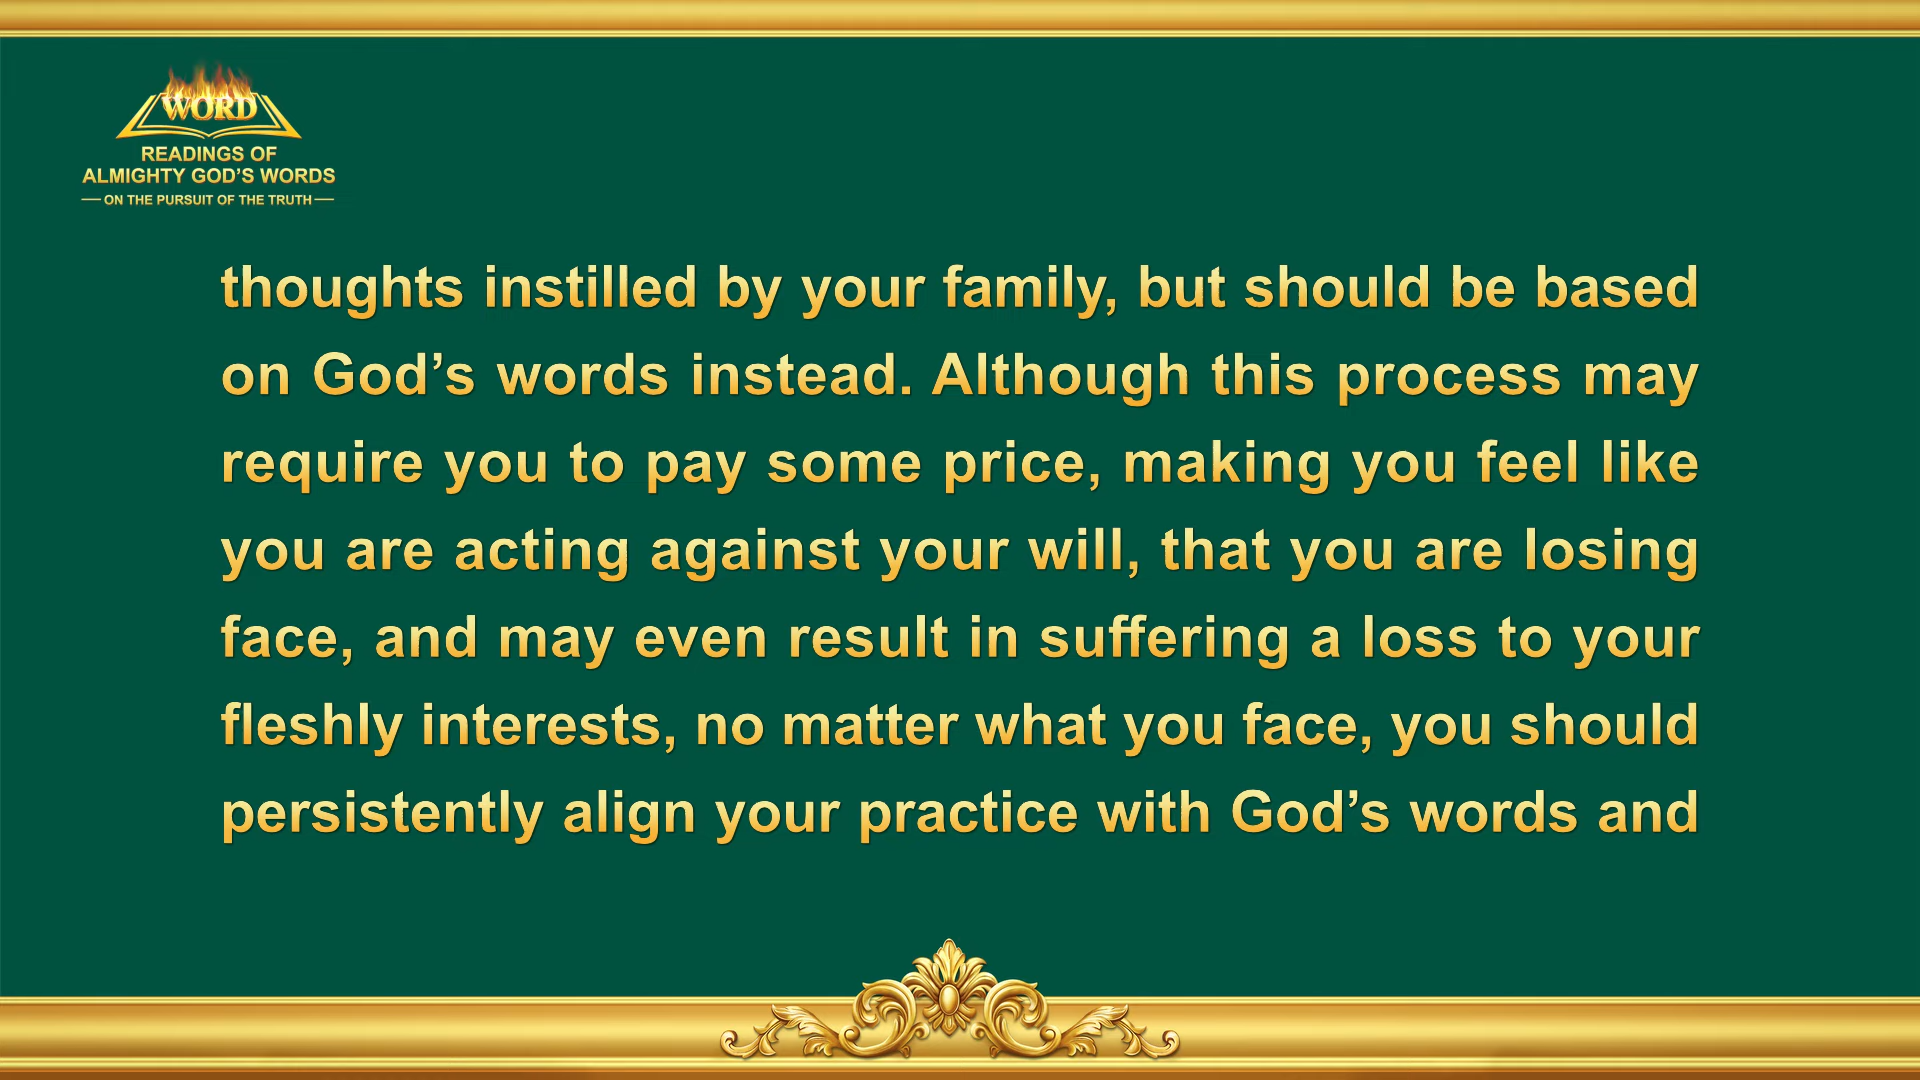 WORD
READINGS OF
ALMIGHTY GOD’S WORDS
— ON THE PURSUIT OF THE TRUTH —
thoughts instilled by your family, but should be based
on God’s words instead. Although this process may
require you to pay some price, making you feel like
you are acting against your will, that you are losing
face, and may even result in suffering a loss to your
fleshly interests, no matter what you face, you should
persistently align your practice with God’s words and